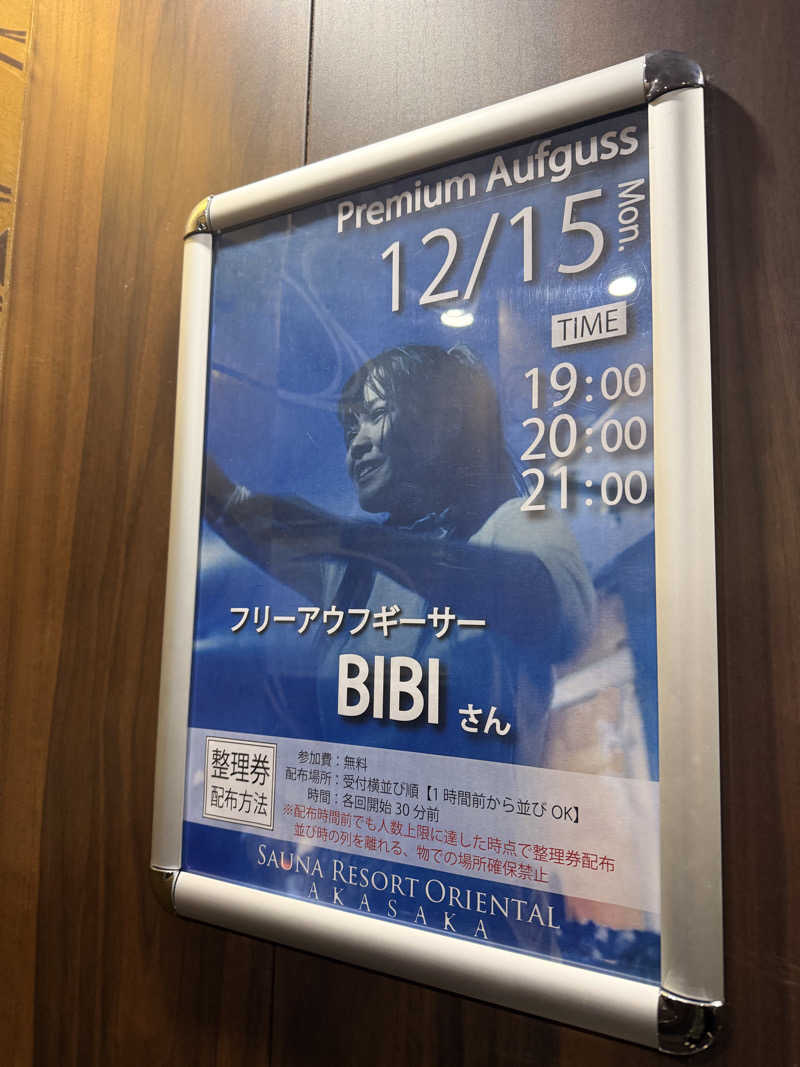 Premium Aufguss
12/15 Mon.
TIME
19:00
20:00
21:00
フリーアウフギーサー
BIBI さん
整理券
配布方法
参加費：無料
配布場所：受付横並び順【1時間前から並びOK】
時間：各回開始30分前
※配布時間前でも人数上限に達した時点で整理券配布
並び時の列を離れる、物での場所確保禁止
SAUNA RESORT ORIENTAL
AKASAKA